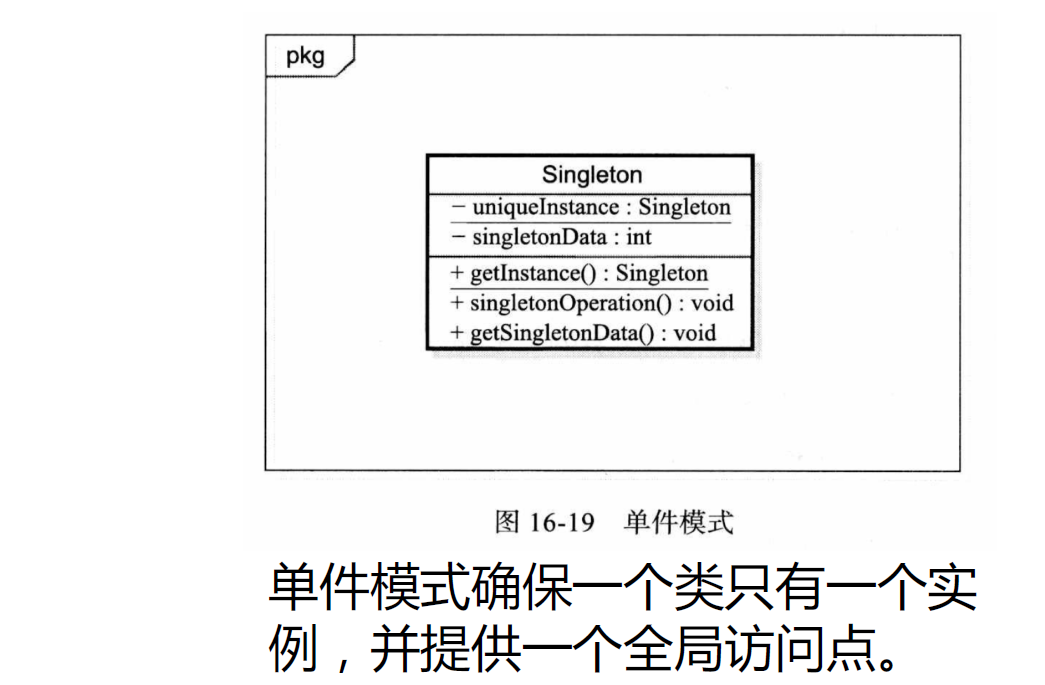 pkg
Singleton
− uniqueInstance : Singleton
− singletonData : int
+ getInstance() : Singleton
+ singletonOperation() : void
+ getSingletonData() : void
图 16-19 单件模式
单件模式确保一个类只有一个实
例，并提供一个全局访问点。